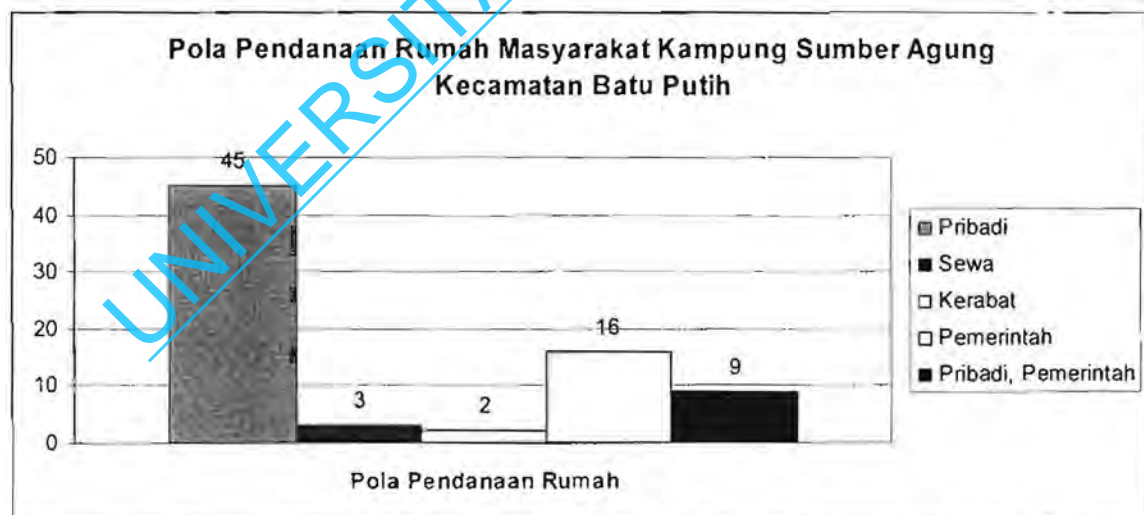 Pola Pendanaan Rumah Masyarakat Kampung Sumber Agung
Kecamatan Batu Putih
50
40
30
20
10
0
45
3
2
16
9
Pola Pendanaan Rumah
Pribadi
Sewa
Kerabat
Pemerintah
Pribadi, Pemerintah